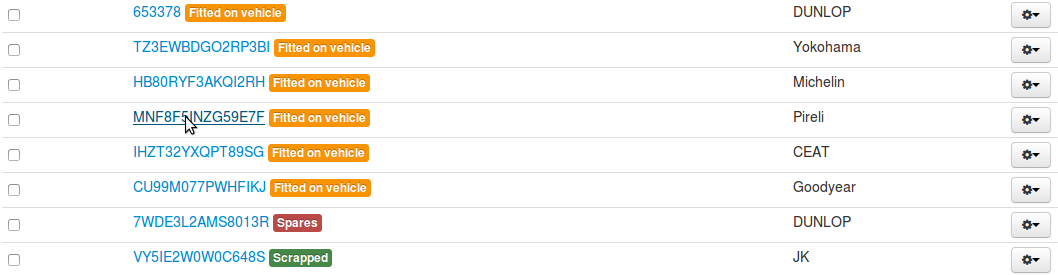 653378 Fitted on vehicle DUNLOP
TZ3EWBDGO2RP3BI Fitted on vehicle Yokohama
HB80RYF3AKQI2RH Fitted on vehicle Michelin
MNF8F5INZG59E7F Fitted on vehicle Pireli
IHZT32YXQPT89SG Fitted on vehicle CEAT
CU99M077PWHFIKJ Fitted on vehicle Goodyear
7WDE3L2AMS8013R Spares DUNLOP
VY5IE2W0W0C648S Scrapped JK